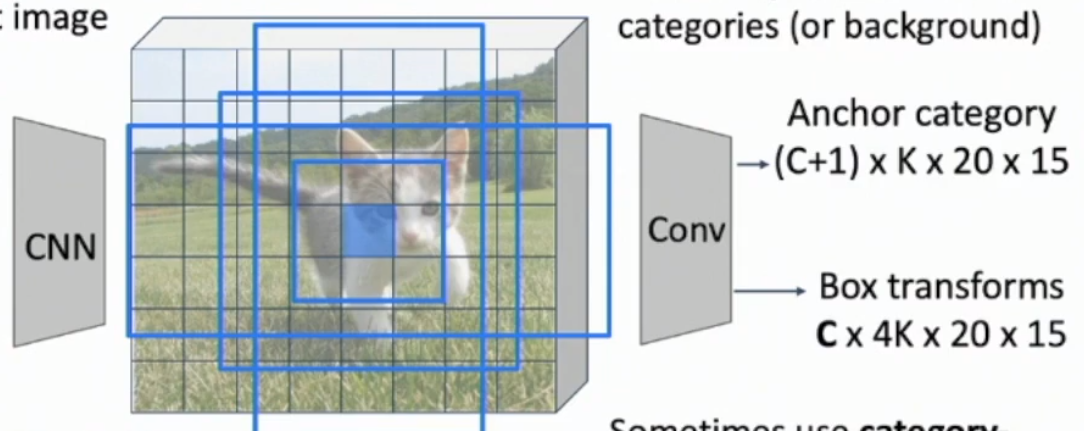 t image
categories (or background)
Anchor category
(C+1) x K x 20 x 15
CNN
Conv
Box transforms
C x 4K x 20 x 15
Sometimes use category